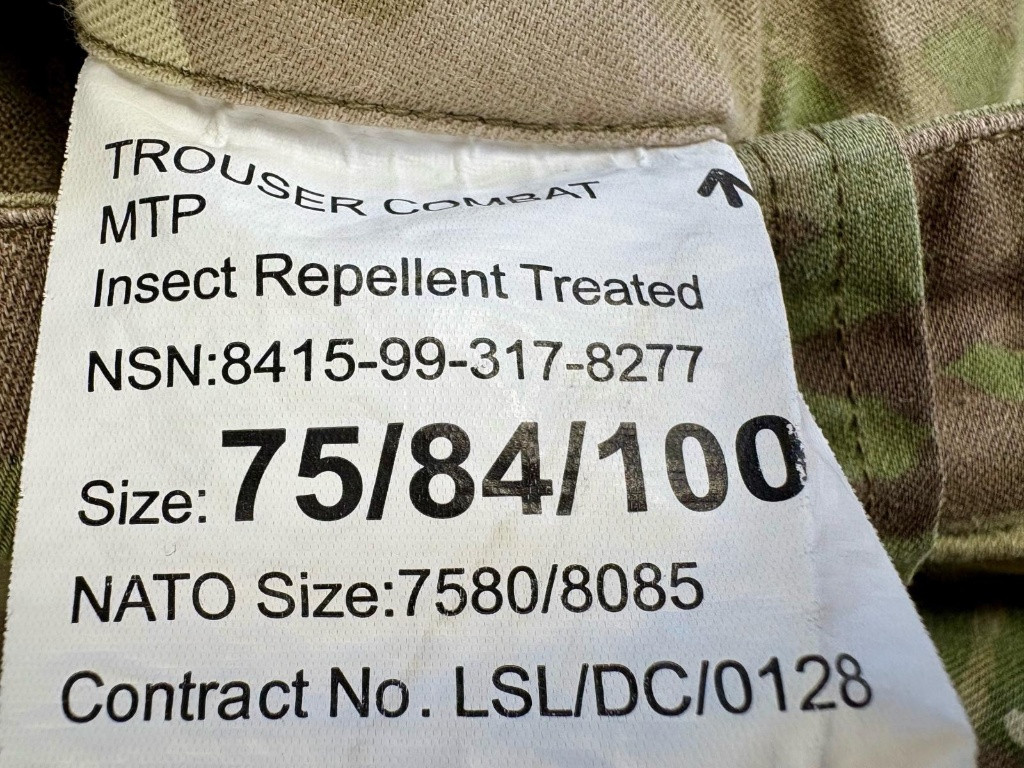 TROUSER COMBAT
MTP
Insect Repellent Treated
NSN:8415-99-317-8277
Size: 75/84/100
NATO Size:7580/8085
Contract No. LSL/DC/0128